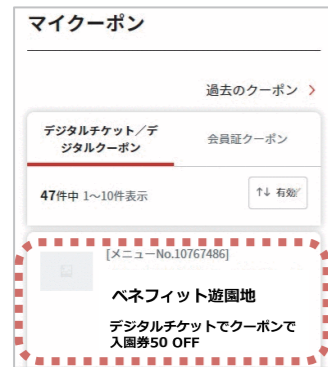 マイクーポン
過去のクーポン >
デジタルチケット／デ
ジタルクーポン
会員証クーポン
47件中 1～10件表示
↑↓ 有効
[メニューNo.10767486]
ベネフィット遊園地
デジタルチケットでクーポンで
入園券50 OFF